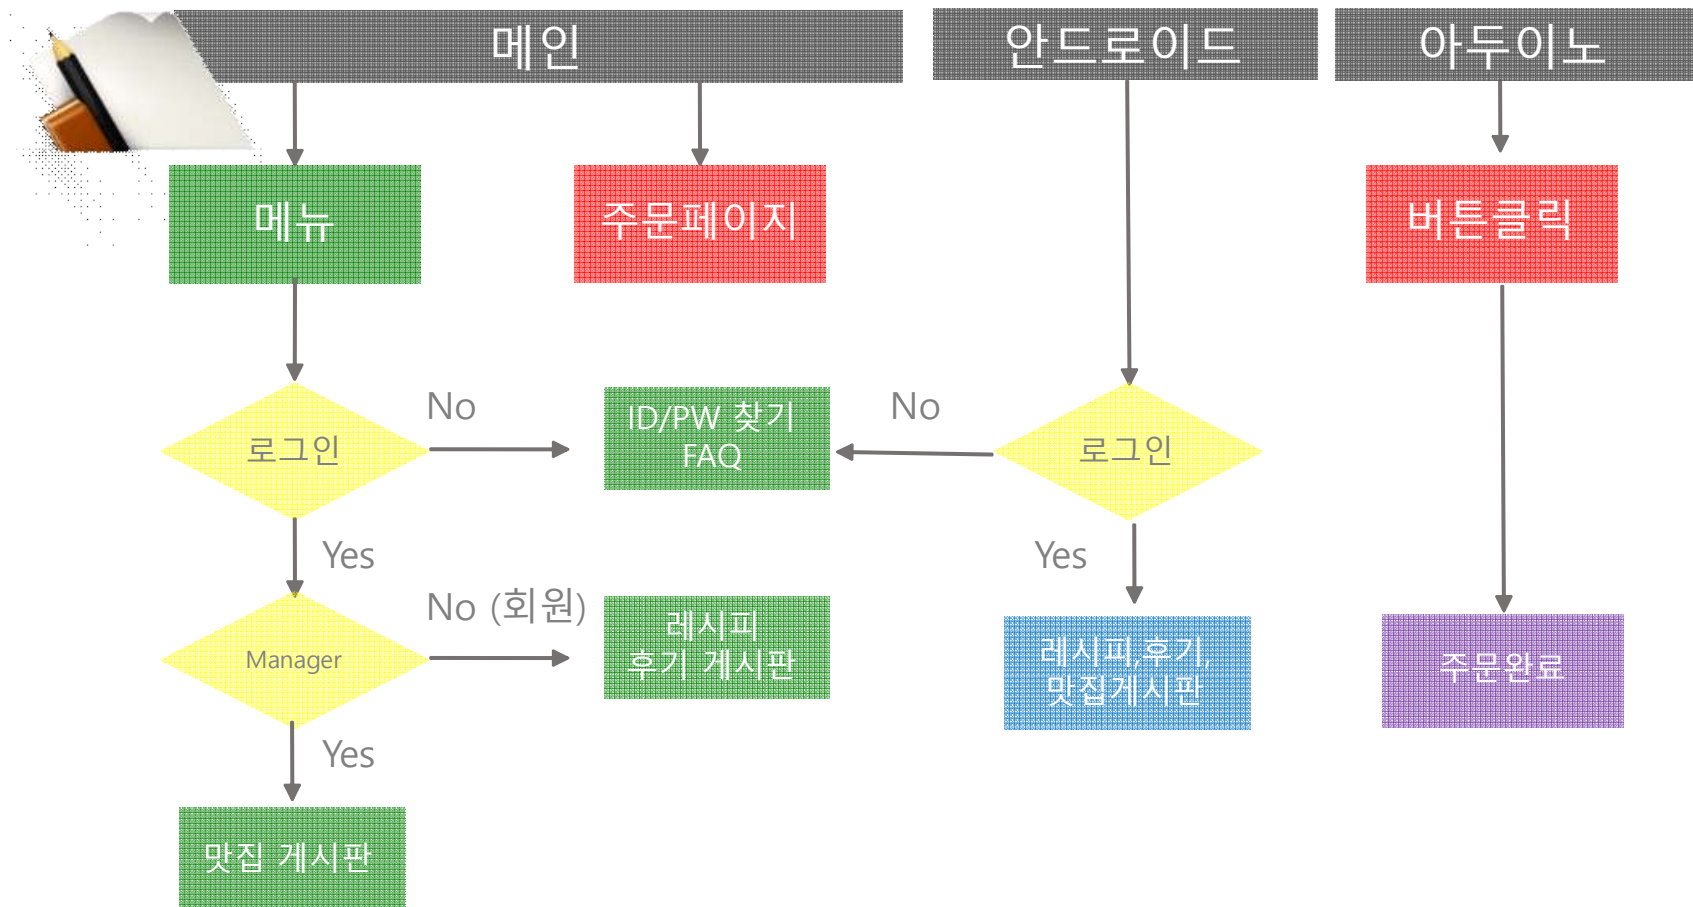 메인
안드로이드
아두이노
메뉴
주문페이지
버튼클릭
로그인
No
ID/PW 찾기
FAQ
No
로그인
Yes
Yes
Manager
No (회원)
레시피
후기 게시판
레시피,후기,
맛집게시판
주문완료
Yes
맛집 게시판